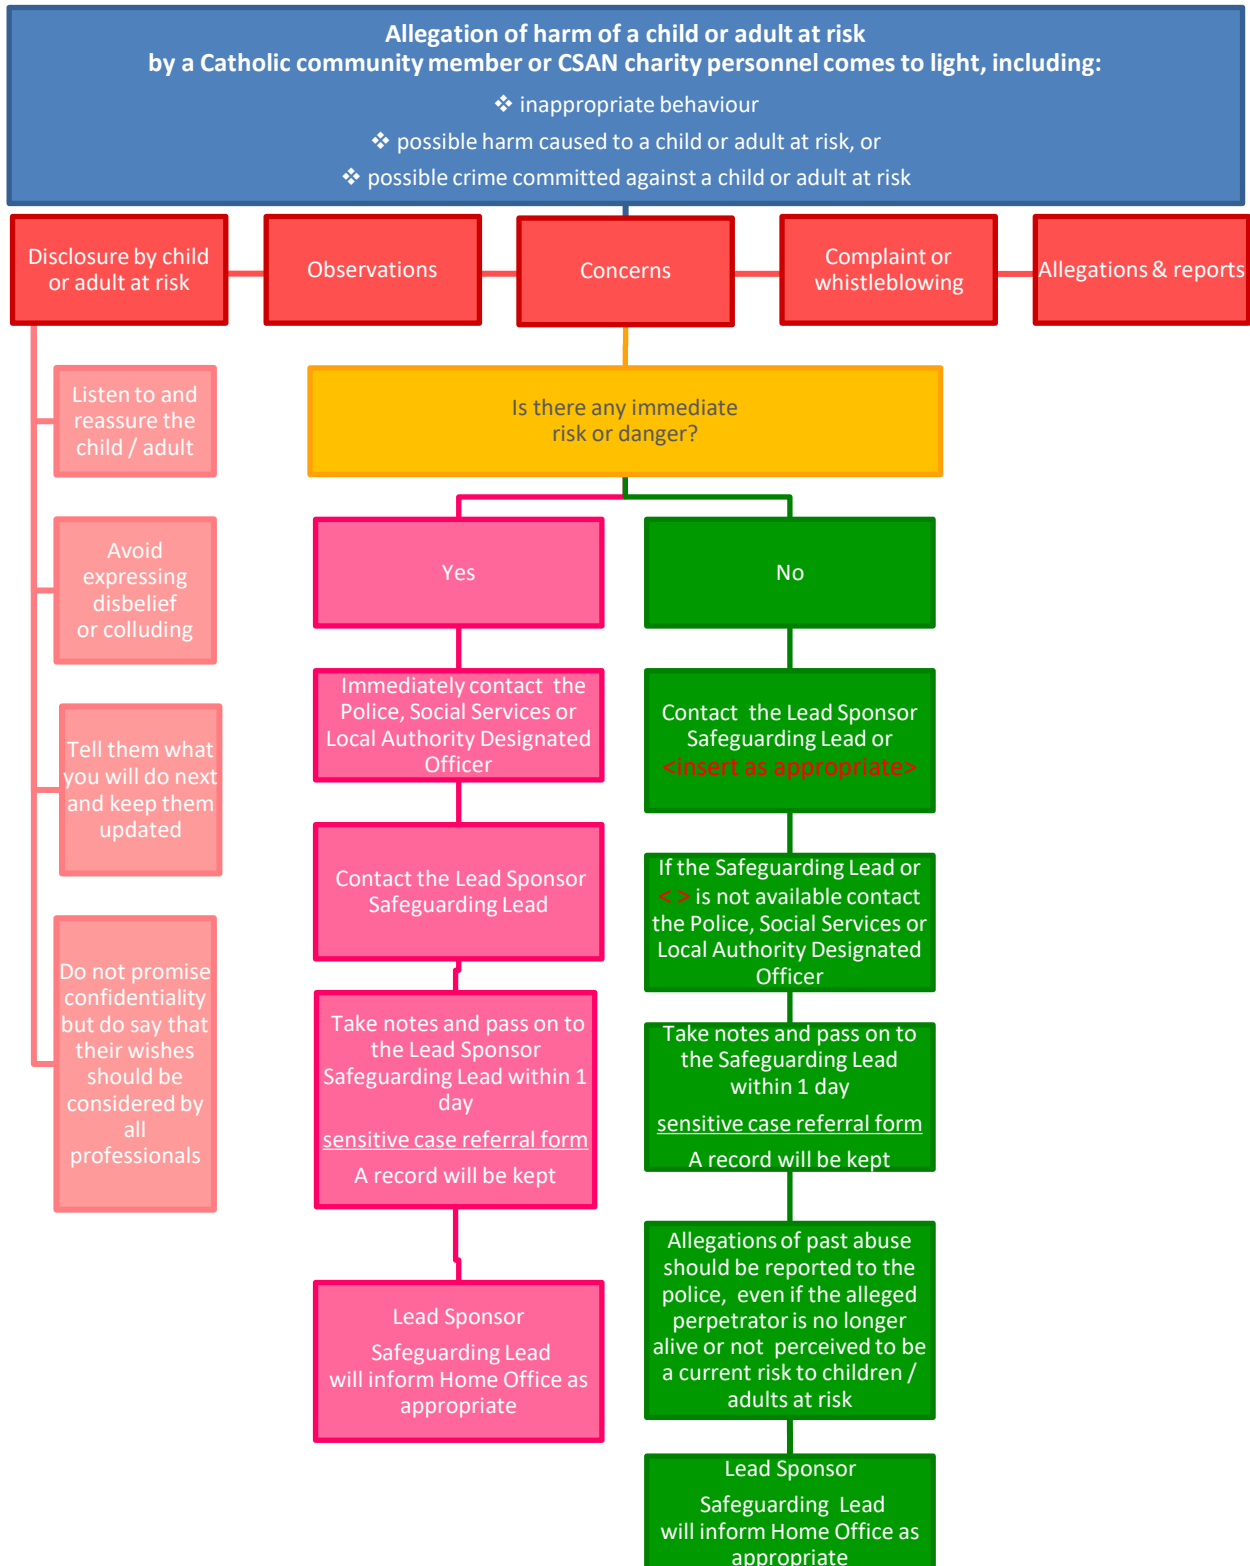 Allegation of harm of a child or adult at risk
by a Catholic community member or CSAN charity personnel comes to light, including:
❖ inappropriate behaviour
❖ possible harm caused to a child or adult at risk, or
❖ possible crime committed against a child or adult at risk
Disclosure by child
or adult at risk
Observations
Concerns
Complaint or
whistleblowing
Allegations & reports
Listen to and
reassure the
child / adult
Avoid
expressing
disbelief
or colluding
Tell them what
you will do next
and keep them
updated
Do not promise
confidentiality
but do say that
their wishes
should be
considered by
all
professionals
Is there any immediate
risk or danger?
Yes
Immediately contact the
Police, Social Services or
Local Authority Designated
Officer
Contact the Lead Sponsor
Safeguarding Lead
Take notes and pass on to
the Lead Sponsor
Safeguarding Lead within 1
day
sensitive case referral form
A record will be kept
Lead Sponsor
Safeguarding Lead
will inform Home Office as
appropriate
No
Contact the Lead Sponsor
Safeguarding Lead or
<insert as appropriate>
If the Safeguarding Lead or
< > is not available contact
the Police, Social Services or
Local Authority Designated
Officer
Take notes and pass on to
the Safeguarding Lead
within 1 day
sensitive case referral form
A record will be kept
Allegations of past abuse
should be reported to the
police, even if the alleged
perpetrator is no longer
alive or not perceived to be
a current risk to children /
adults at risk
Lead Sponsor
Safeguarding Lead
will inform Home Office as
appropriate